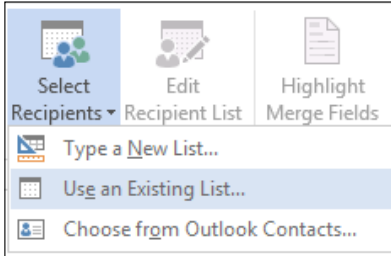 Select Edit Highlight
Recipients Recipient List Merge Fields
Type a New List...
Use an Existing List...
Choose from Outlook Contacts...